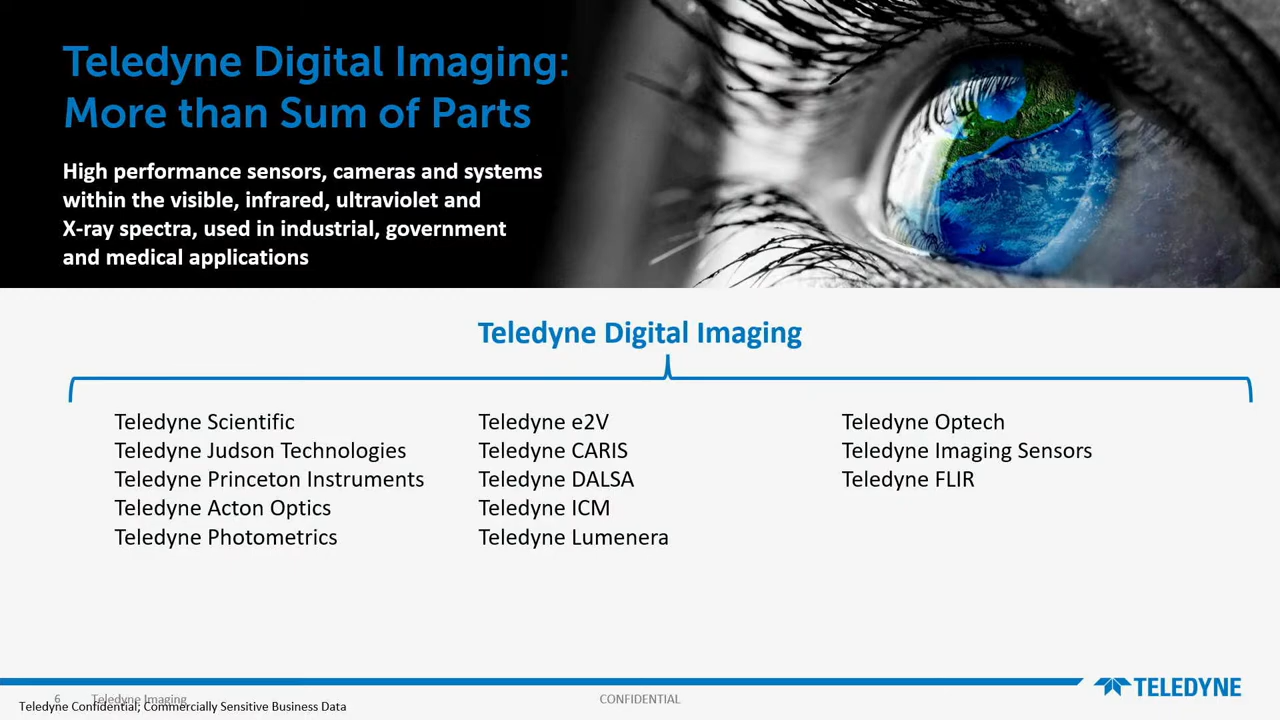 Teledyne Digital Imaging:
More than Sum of Parts
High performance sensors, cameras and systems
within the visible, infrared, ultraviolet and
X-ray spectra, used in industrial, government
and medical applications
Teledyne Digital Imaging
Teledyne Scientific
Teledyne Judson Technologies
Teledyne Princeton Instruments
Teledyne Acton Optics
Teledyne Photometrics
Teledyne e2V
Teledyne CARIS
Teledyne DALSA
Teledyne ICM
Teledyne Lumenera
Teledyne Optech
Teledyne Imaging Sensors
Teledyne FLIR
6 Teledyne Imaging
Teledyne Confidential; Commercially Sensitive Business Data
CONFIDENTIAL
TELEDYNE